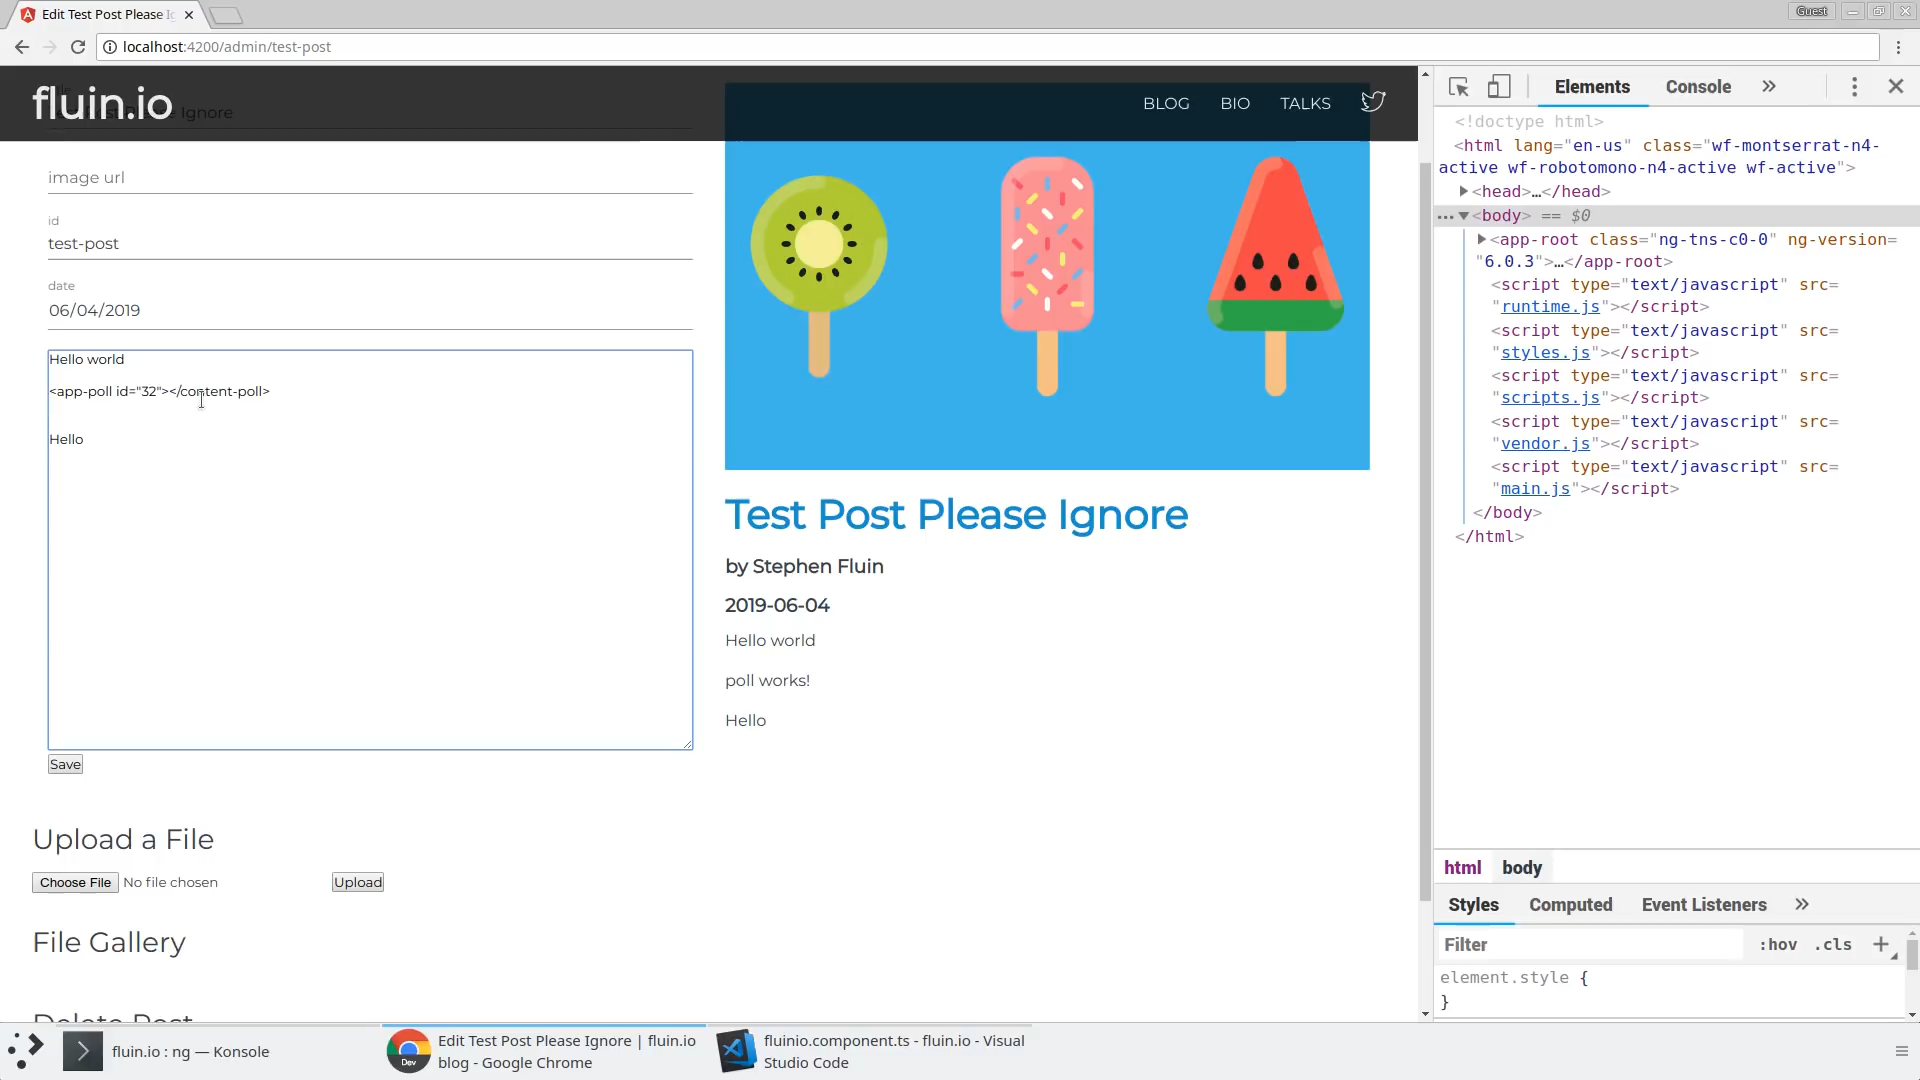 Edit Test Post Please I
Guest
localhost:4200/admin/test-post
fluin.io
BLOG
BIO
TALKS
Test Post Please Ignore
image url
id
test-post
date
06/04/2019
Hello world
<app-poll id="32"></content-poll>
Hello
Save
Test Post Please Ignore
by Stephen Fluin
2019-06-04
Hello world
poll works!
Hello
Upload a File
Choose File No file chosen
Upload
File Gallery
Delete Post
Elements
Console
<!doctype html>
<html lang="en-us" class="wf-montserrat-n4-
active wf-robotomono-n4-active wf-active">
<head>…</head>
<body> == $0
<app-root class="ng-tns-c0-0" ng-version=
"6.0.3">…</app-root>
<script type="text/javascript" src=
"runtime.js"></script>
<script type="text/javascript" src=
"styles.js"></script>
<script type="text/javascript" src=
"scripts.js"></script>
<script type="text/javascript" src=
"vendor.js"></script>
<script type="text/javascript" src=
"main.js"></script>
</body>
</html>
html
body
Styles
Computed
Event Listeners
Filter
:hov
.cls
element.style {
}
fluin.io : ng — Konsole
Dev
Edit Test Post Please Ignore | fluin.io
blog - Google Chrome
fluinio.component.ts - fluin.io - Visual
Studio Code